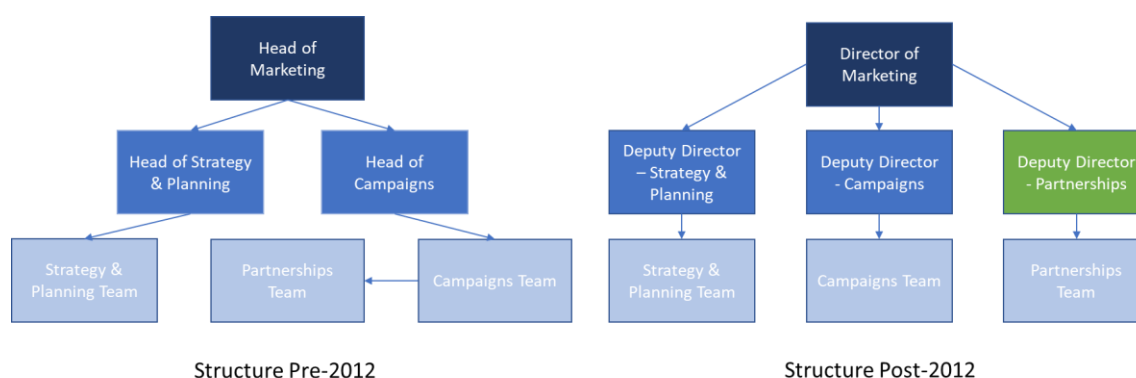 Head of
Marketing
Head of Strategy
& Planning
Head of
Campaigns
Strategy &
Planning Team
Partnerships
Team
Campaigns Team
Structure Pre-2012
Director of
Marketing
Deputy Director
– Strategy &
Planning
Deputy Director
- Campaigns
Deputy Director
- Partnerships
Strategy &
Planning Team
Campaigns Team
Partnerships
Team
Structure Post-2012